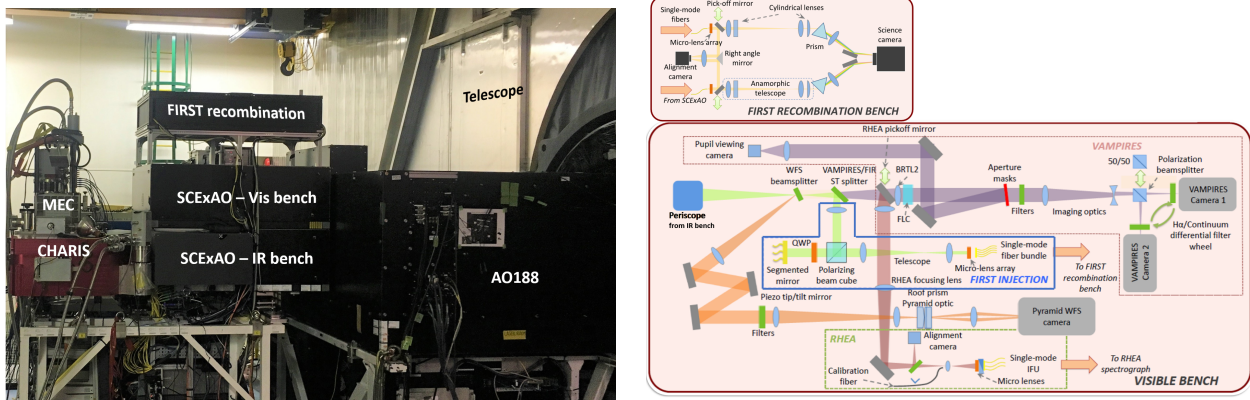 FIRST recombination
Telescope
SCExAO – Vis bench
MEC
CHARIS
SCExAO – IR bench
AO188
Single-mode
fibers
Pick-off mirror
Cylindrical lenses
Micro-lens array
Prism
Science
camera
Right angle
mirror
Alignment
camera
From SCExAO
Anamorphic
telescope
FIRST RECOMBINATION BENCH
RHEA pickoff mirror
Pupil viewing
camera
VAMPIRES
50/50
Polarization
beamsplitter
WFS
beamsplitter
VAMPIRES/FIR
ST splitter
BRTL2
Aperture
masks
Periscope
from IR bench
FLC
Filters
Imaging optics
VAMPIRES
Camera 1
Hα/Continuum
differential filter
wheel
VAMPIRES
Camera 2
QWP
Segmented
mirror
Polarizing
beam cube
Telescope
Single-mode
fiber bundle
Micro-lens array
FIRST INJECTION
To FIRST
recombination
bench
RHEA focusing lens
Piezo tip/tilt mirror
Roof prism
Pyramid optic
Filters
Pyramid WFS
camera
RHEA
Alignment
camera
Calibration
fiber
Single-mode
IFU
Micro lenses
To RHEA
spectrograph
VISIBLE BENCH